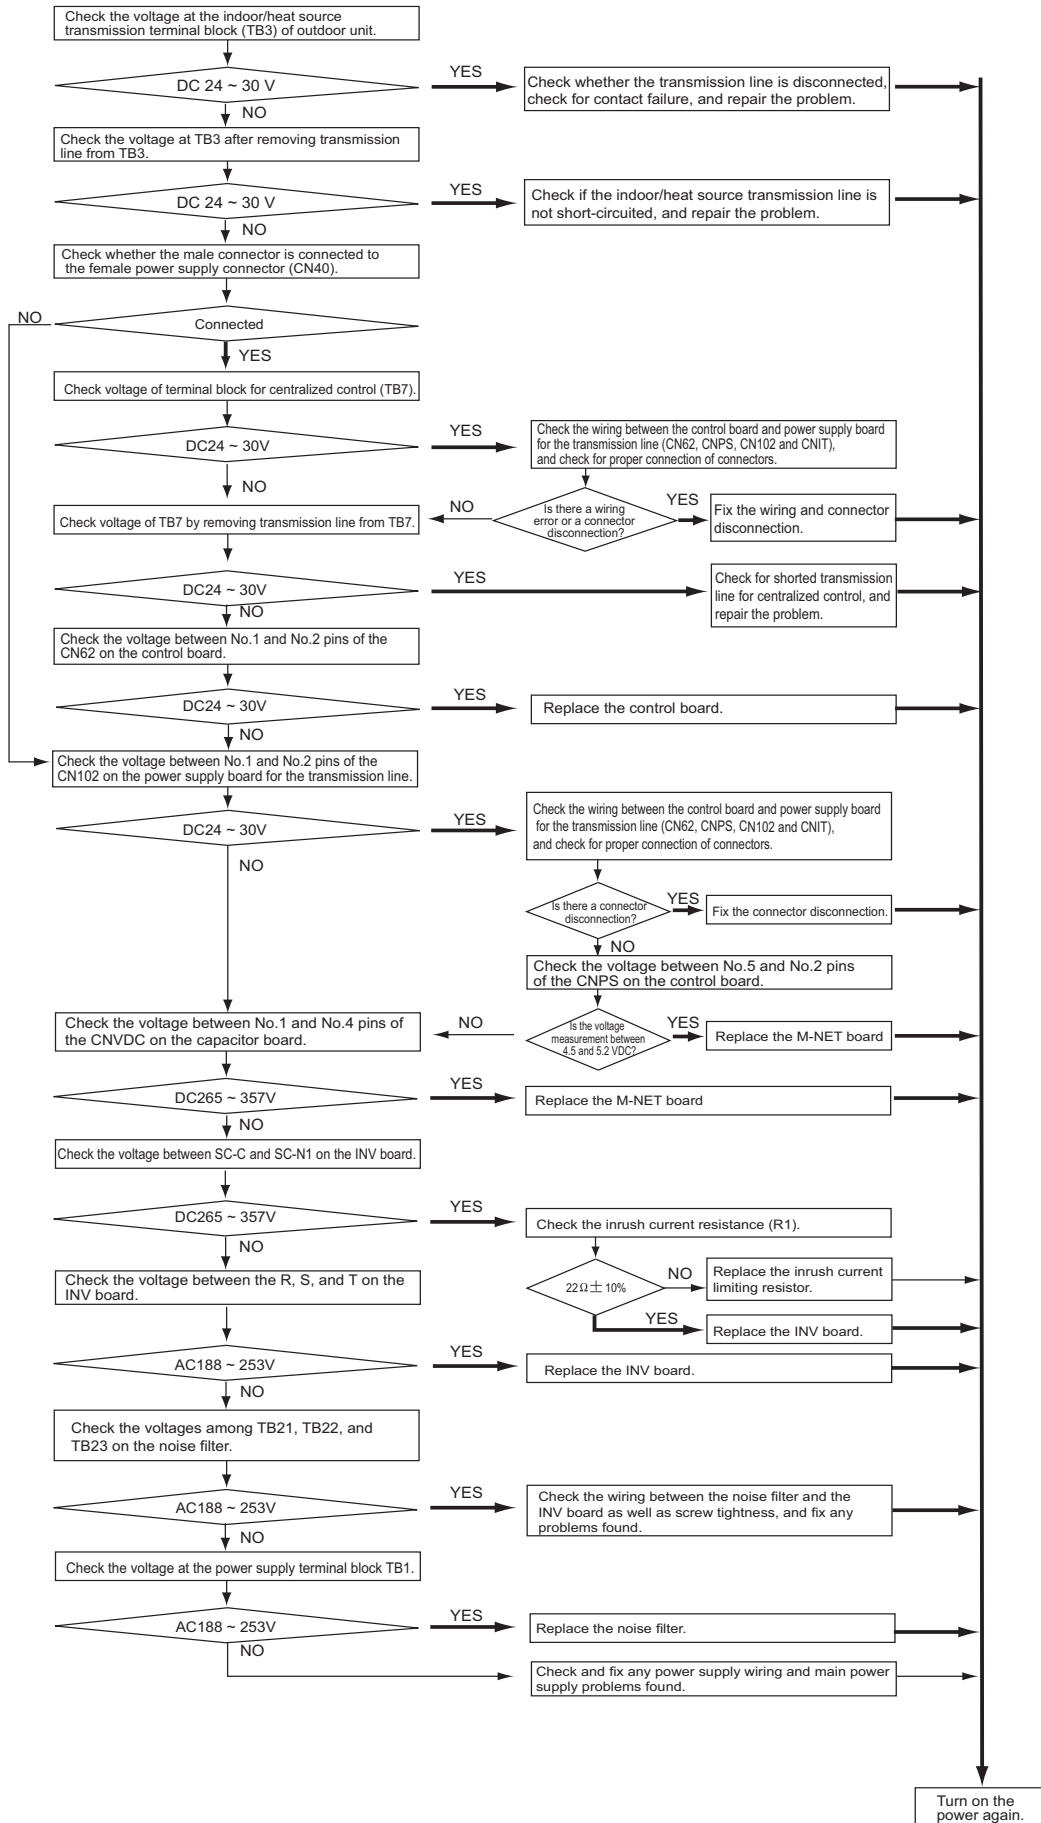 Check the voltage at the indoor/heat source
transmission terminal block (TB3) of outdoor unit.
DC 24 ~ 30 V
YES
Check whether the transmission line is disconnected,
check for contact failure, and repair the problem.
NO
Check the voltage at TB3 after removing transmission
line from TB3.
DC 24 ~ 30 V
YES
Check if the indoor/heat source transmission line is
not short-circuited, and repair the problem.
NO
Check whether the male connector is connected to
the female power supply connector (CN40).
NO
Connected
YES
Check voltage of terminal block for centralized control (TB7).
DC24 ~ 30V
YES
Check the wiring between the control board and power supply board
for the transmission line (CN62, CNPS, CN102 and CNIT),
and check for proper connection of connectors.
NO
Check voltage of TB7 by removing transmission line from TB7.
NO
Is there a wiring
error or a connector
disconnection?
YES
Fix the wiring and connector
disconnection.
DC24 ~ 30V
YES
Check for shorted transmission
line for centralized control, and
repair the problem.
NO
Check the voltage between No.1 and No.2 pins of the
CN62 on the control board.
DC24 ~ 30V
YES
Replace the control board.
NO
Check the voltage between No.1 and No.2 pins of the
CN102 on the power supply board for the transmission line.
DC24 ~ 30V
YES
Check the wiring between the control board and power supply board
for the transmission line (CN62, CNPS, CN102 and CNIT),
and check for proper connection of connectors.
NO
Is there a connector
disconnection?
YES
Fix the connector disconnection.
NO
Check the voltage between No.5 and No.2 pins
of the CNPS on the control board.
Check the voltage between No.1 and No.4 pins of
the CNVDC on the capacitor board.
NO
Is the voltage
measurement between
4.5 and 5.2 VDC?
YES
Replace the M-NET board
DC265 ~ 357V
YES
Replace the M-NET board
NO
Check the voltage between SC-C and SC-N1 on the INV board.
DC265 ~ 357V
YES
Check the inrush current resistance (R1).
NO
Check the voltage between the R, S, and T on the
INV board.
22Ω± 10%
NO
Replace the inrush current
limiting resistor.
YES
Replace the INV board.
AC188 ~ 253V
YES
Replace the INV board.
NO
Check the voltages among TB21, TB22, and
TB23 on the noise filter.
AC188 ~ 253V
YES
Check the wiring between the noise filter and the
INV board as well as screw tightness, and fix any
problems found.
NO
Check the voltage at the power supply terminal block TB1.
AC188 ~ 253V
YES
Replace the noise filter.
NO
Check and fix any power supply wiring and main power
supply problems found.
Turn on the
power again.